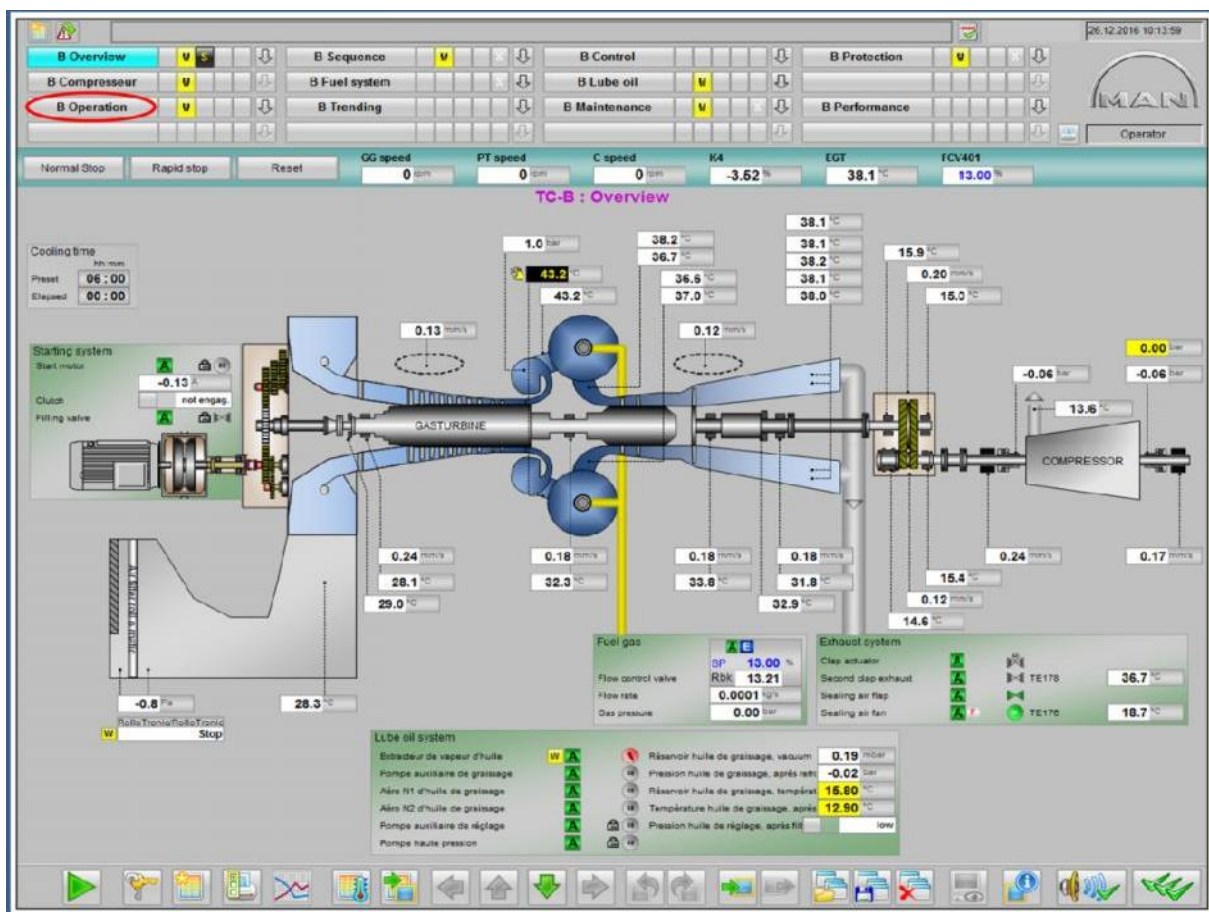 26.12.2016 10:13:59
B Overview W S B Sequence W B Control B Protection W
B Compresseur W B Fuel system B Lube oil W
B Operation W B Trending B Maintenance W B Performance
MAN
Operator
Normal Stop Rapid stop Reset
GG speed PT speed C speed K4 EGT FCV401
0 rpm 0 rpm 0 rpm -3.52 % 38.1 °C 13.00 %
TC-B : Overview
Cooling time
hh:mm
Preset 06 : 00
Elapsed 00 : 00
1.0 bar
43.2 °C
43.2 °C
38.2 °C
36.7 °C
36.6 °C
37.0 °C
38.1 °C
38.1 °C
38.2 °C
38.1 °C
38.0 °C
15.9 °C
0.20 mm/s
15.0 °C
0.13 mm/s
0.12 mm/s
0.00 bar
-0.06 bar
-0.06 bar
13.6 °C
Starting system
Start motor A
-0.13 A
Clutch not engag.
Filling valve A
GASTURBINE
COMPRESSOR
0.24 mm/s
28.1 °C
29.0 °C
0.18 mm/s
32.3 °C
0.18 mm/s
33.8 °C
0.18 mm/s
31.8 °C
32.9 °C
15.4 °C
0.12 mm/s
14.6 °C
0.24 mm/s
0.17 mm/s
-0.8 Pa
28.3 °C
W Stop
Fuel gas A E
SP 13.00 %
Flow control valve Rbk 13.21
Flow rate 0.0001 kg/s
Gas pressure 0.00 bar
Exhaust system
Clap actuator A
Second clap exhaust A TE178 36.7 °C
Sealing air flap A
Sealing air fan A TE176 18.7 °C
Lube oil system
Extracteur de vapeur d'huile W A Réservoir huile de graissage, vacuum 0.19 mbar
Pompe auxiliaire de graissage A Pression huile de graissage, après refr -0.02 bar
Aéro N1 d'huile de graissage A Réservoir huile de graissage, températ 15.80 °C
Aéro N2 d'huile de graissage A Température huile de graissage, après 12.90 °C
Pompe auxiliaire de réglage A Pression huile de réglage, après filt low
Pompe haute pression A